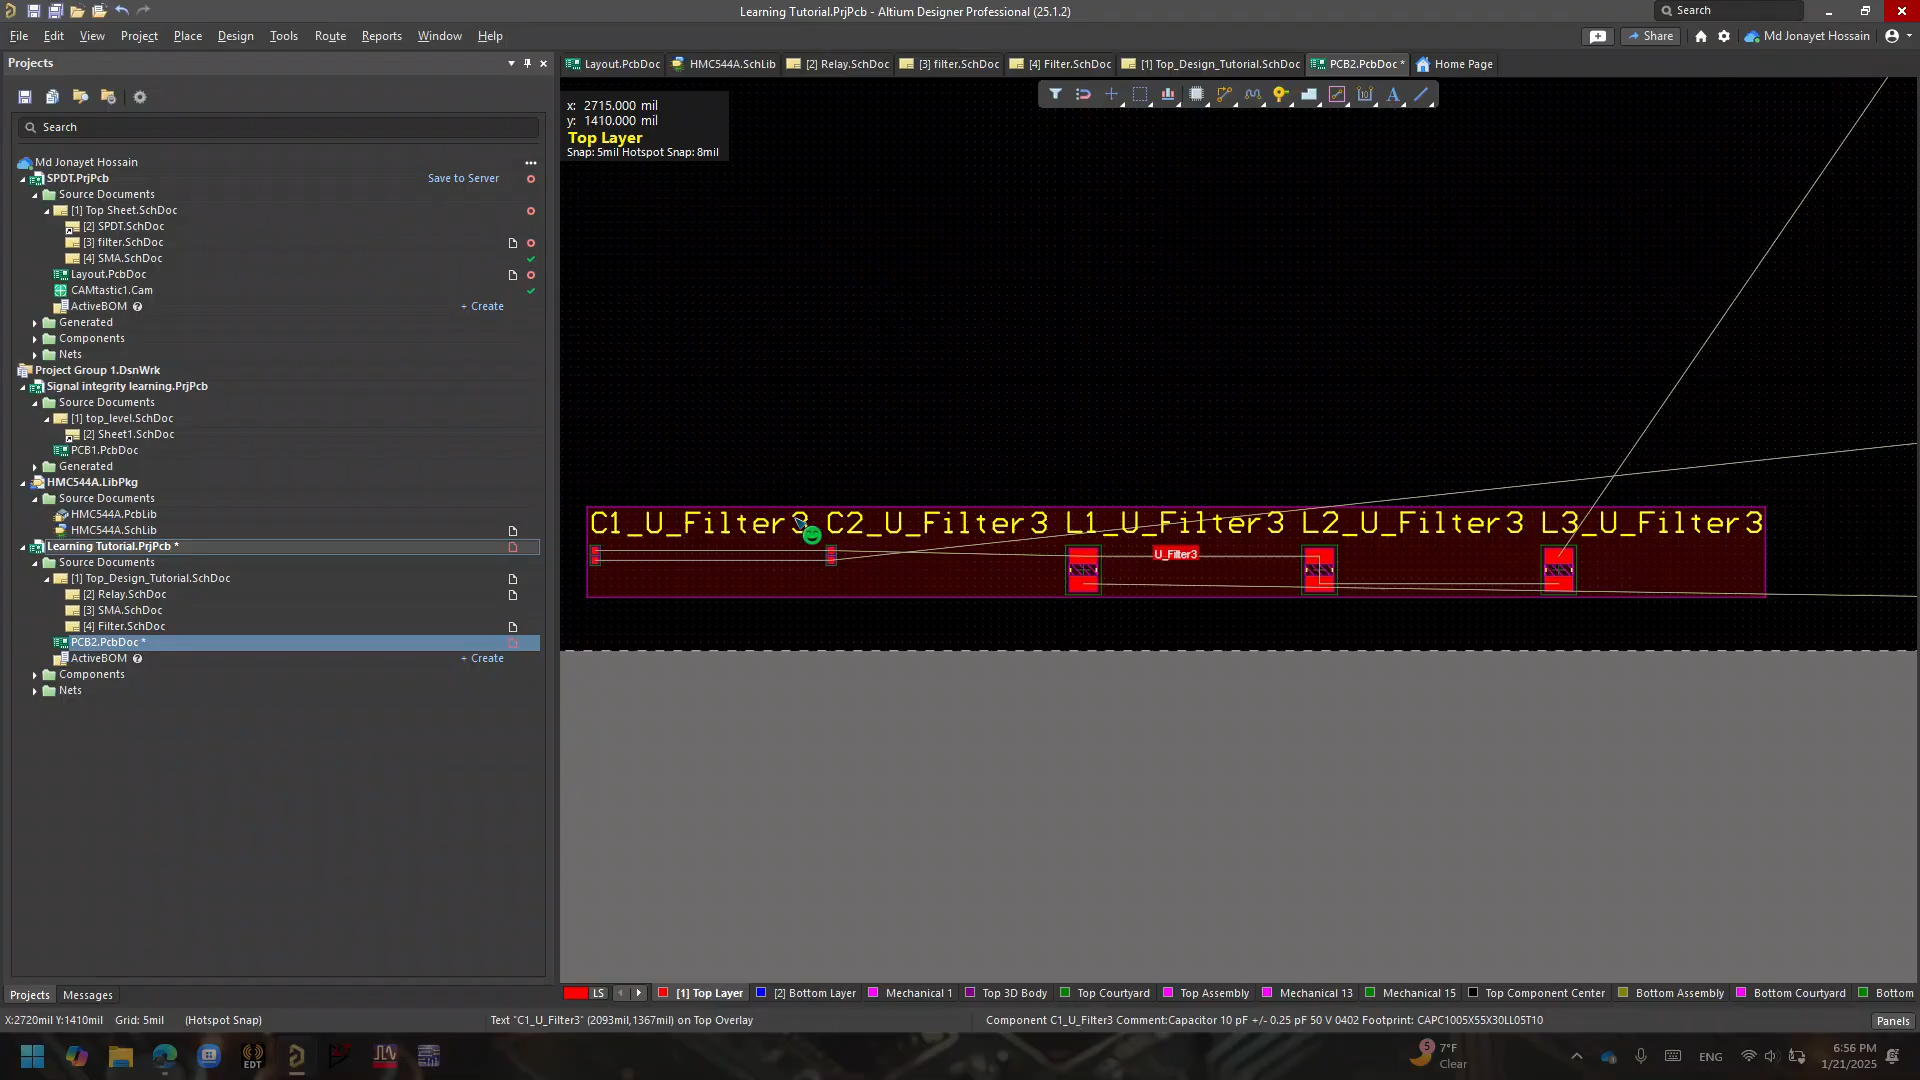 Learning Tutorial.PrjPcb - Altium Designer Professional (25.1.2)
Search
File Edit View Project Place Design Tools Route Reports Window Help
Share
Md Jonayet Hossain
Projects
Layout.PcbDoc
HMC544A.SchLib
[2] Relay.SchDoc
[3] filter.SchDoc
[4] Filter.SchDoc
[1] Top_Design_Tutorial.SchDoc
PCB2.PcbDoc *
Home Page
Search
x: 2715.000 mil
y: 1410.000 mil
Top Layer
Snap: 5mil Hotspot Snap: 8mil
Md Jonayet Hossain
SPDT.PrjPcb
Save to Server
Source Documents
[1] Top Sheet.SchDoc
[2] SPDT.SchDoc
[3] filter.SchDoc
[4] SMA.SchDoc
Layout.PcbDoc
CAMtastic1.Cam
ActiveBOM
+ Create
Generated
Components
Nets
Project Group 1.DsnWrk
Signal integrity learning.PrjPcb
Source Documents
[1] top_level.SchDoc
[2] Sheet1.SchDoc
PCB1.PcbDoc
Generated
HMC544A.LibPkg
Source Documents
HMC544A.PcbLib
HMC544A.SchLib
Learning Tutorial.PrjPcb *
Source Documents
[1] Top_Design_Tutorial.SchDoc
[2] Relay.SchDoc
[3] SMA.SchDoc
[4] Filter.SchDoc
PCB2.PcbDoc *
ActiveBOM
+ Create
Components
Nets
C1_U_Filter3 C2_U_Filter3 L1_U_Filter3 L2_U_Filter3 L3_U_Filter3
U_Filter3
Projects
Messages
LS
[1] Top Layer
[2] Bottom Layer
Mechanical 1
Top 3D Body
Top Courtyard
Top Assembly
Mechanical 13
Mechanical 15
Top Component Center
Bottom Assembly
Bottom Courtyard
Bottom
X:2720mil Y:1410mil Grid: 5mil (Hotspot Snap)
Text "C1_U_Filter3" (2093mil,1367mil) on Top Overlay
Component C1_U_Filter3 Comment:Capacitor 10 pF +/- 0.25 pF 50 V 0402 Footprint: CAPC1005X55X30LL05T10
Panels
EDT
5
7°F
Clear
ENG
6:56 PM
1/21/2025